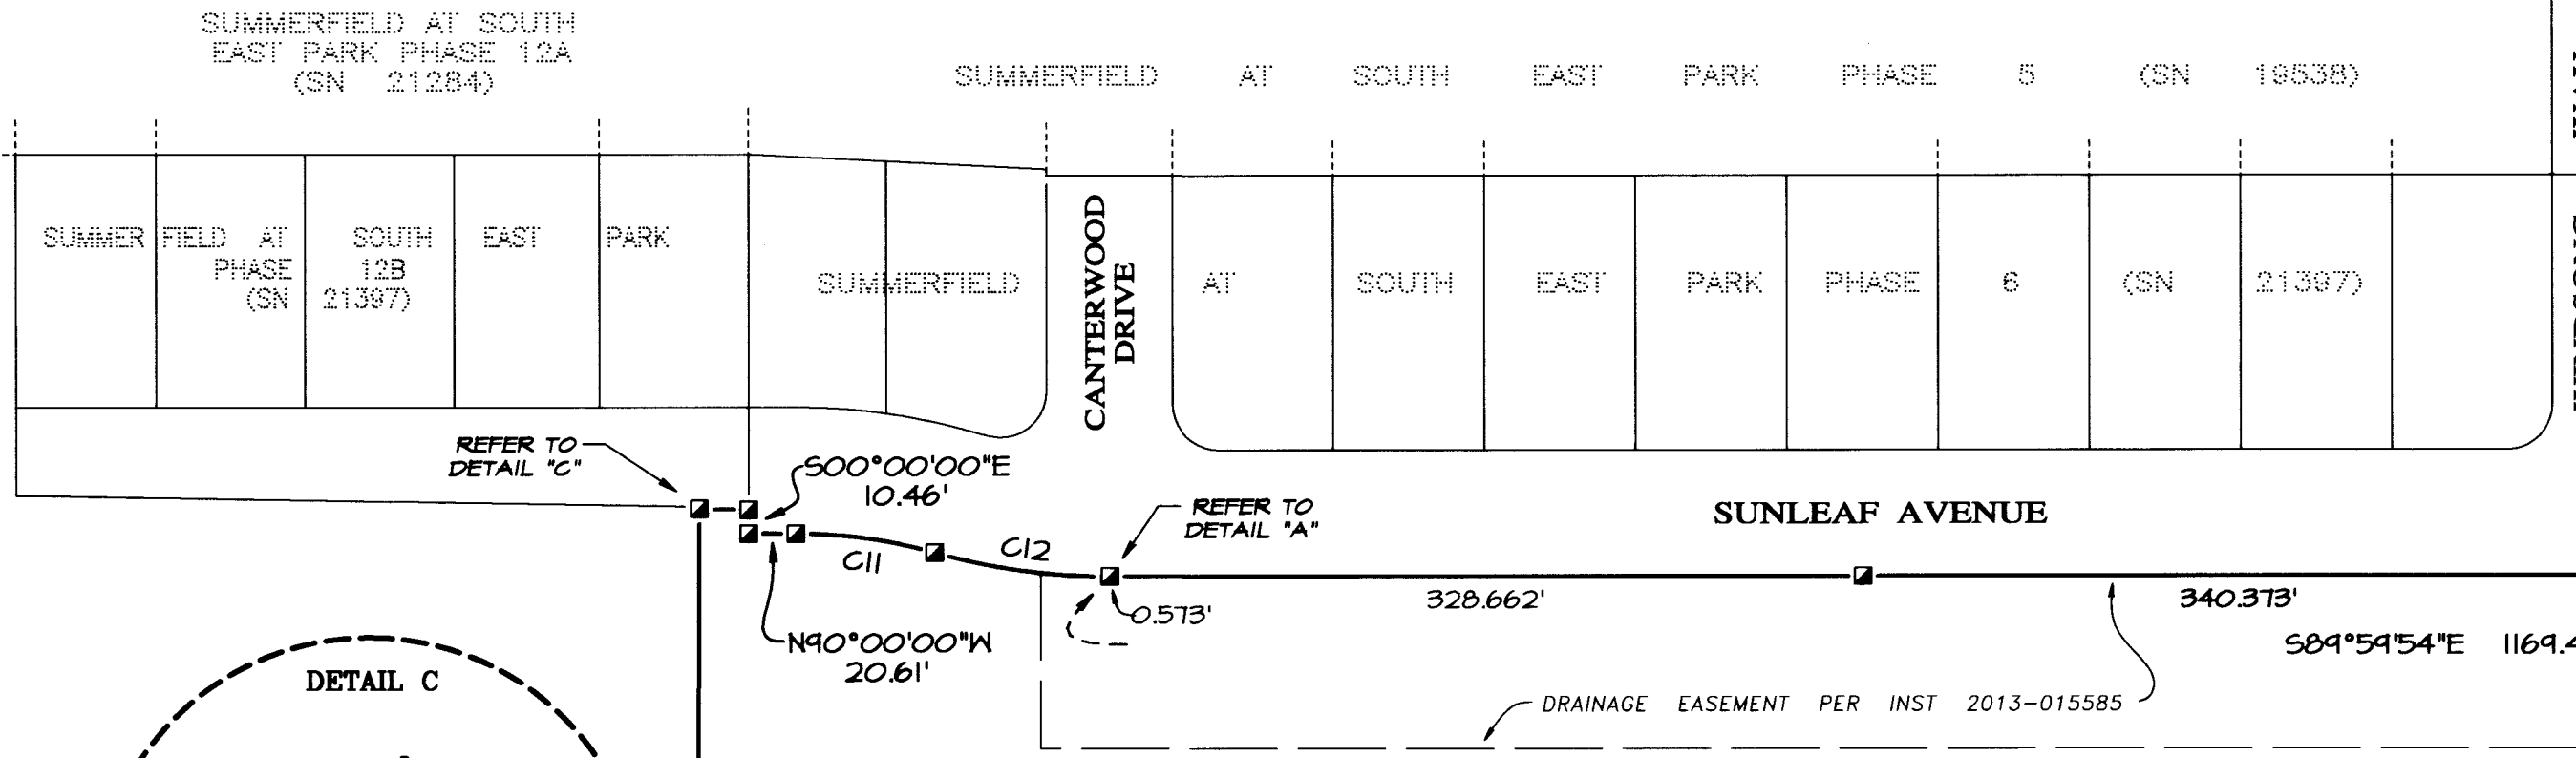 SUMMERFIELD AT SOUTH
EAST PARK PHASE 12A
(SN 21284)
SUMMERFIELD AT SOUTH EAST PARK PHASE 5 (SN 19538)
SUMMER FIELD AT SOUTH EAST PARK
PHASE 12B
(SN 21397)
SUMMERFIELD AT SOUTH EAST PARK PHASE 6 (SN 21397)
CANTERWOOD
DRIVE
REFER TO
DETAIL "C"
S00°00'00"E
10.46'
REFER TO
DETAIL "A"
SUNLEAF AVENUE
C11
C12
0.573'
328.662'
340.373'
N90°00'00"W
20.61'
S89°59'54"E 1169.4
DETAIL C
DRAINAGE EASEMENT PER INST 2013-015585